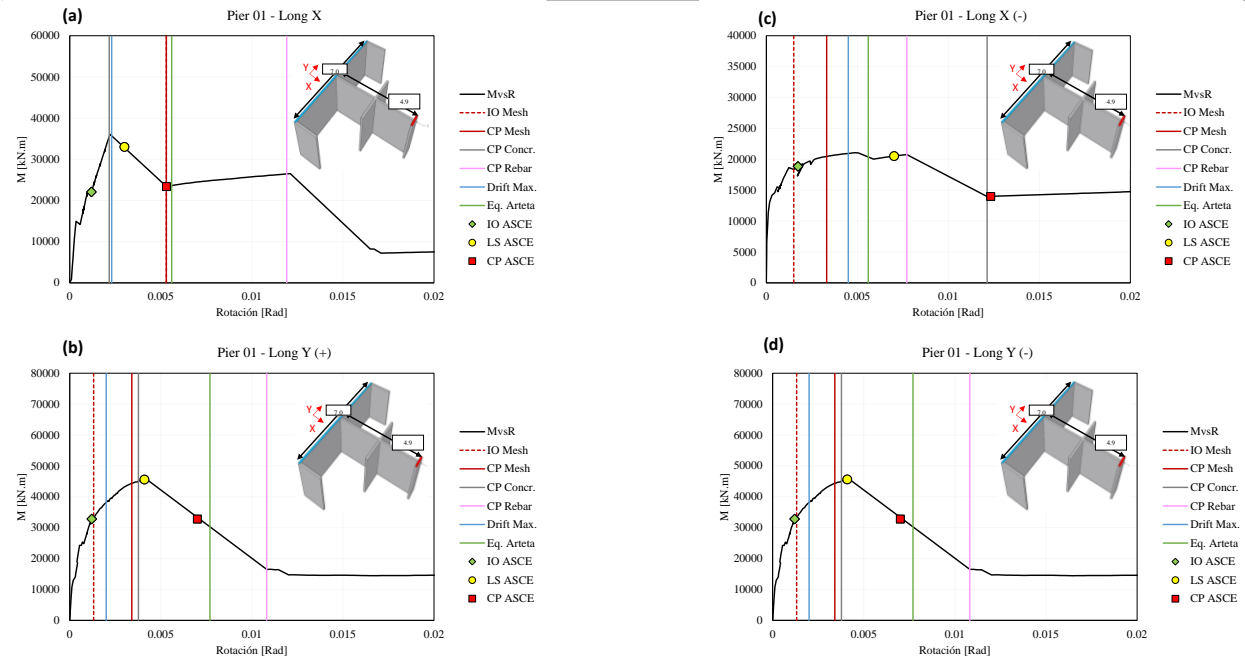 (a)
Pier 01 - Long X
60000
50000
40000
30000
20000
10000
0
M [kN.m]
0
0.005
0.01
0.015
0.02
Rotación [Rad]
Y
X
7.0
4.9
MvsR
IO Mesh
CP Mesh
CP Concr.
CP Rebar
Drift Max.
Eq. Arteta
IO ASCE
LS ASCE
CP ASCE
(c)
Pier 01 - Long X (-)
40000
35000
30000
25000
20000
15000
10000
5000
0
M [kN.m]
0
0.005
0.01
0.015
0.02
Rotación [Rad]
Y
X
7.0
4.9
MvsR
IO Mesh
CP Mesh
CP Concr.
CP Rebar
Drift Max.
Eq. Arteta
IO ASCE
LS ASCE
CP ASCE
(b)
Pier 01 - Long Y (+)
80000
70000
60000
50000
40000
30000
20000
10000
0
M [kN.m]
0
0.005
0.01
0.015
0.02
Rotación [Rad]
Y
X
7.0
4.9
MvsR
IO Mesh
CP Mesh
CP Concr.
CP Rebar
Drift Max.
Eq. Arteta
IO ASCE
LS ASCE
CP ASCE
(d)
Pier 01 - Long Y (-)
80000
70000
60000
50000
40000
30000
20000
10000
0
M [kN.m]
0
0.005
0.01
0.015
0.02
Rotación [Rad]
Y
X
7.0
4.9
MvsR
IO Mesh
CP Mesh
CP Concr.
CP Rebar
Drift Max.
Eq. Arteta
IO ASCE
LS ASCE
CP ASCE